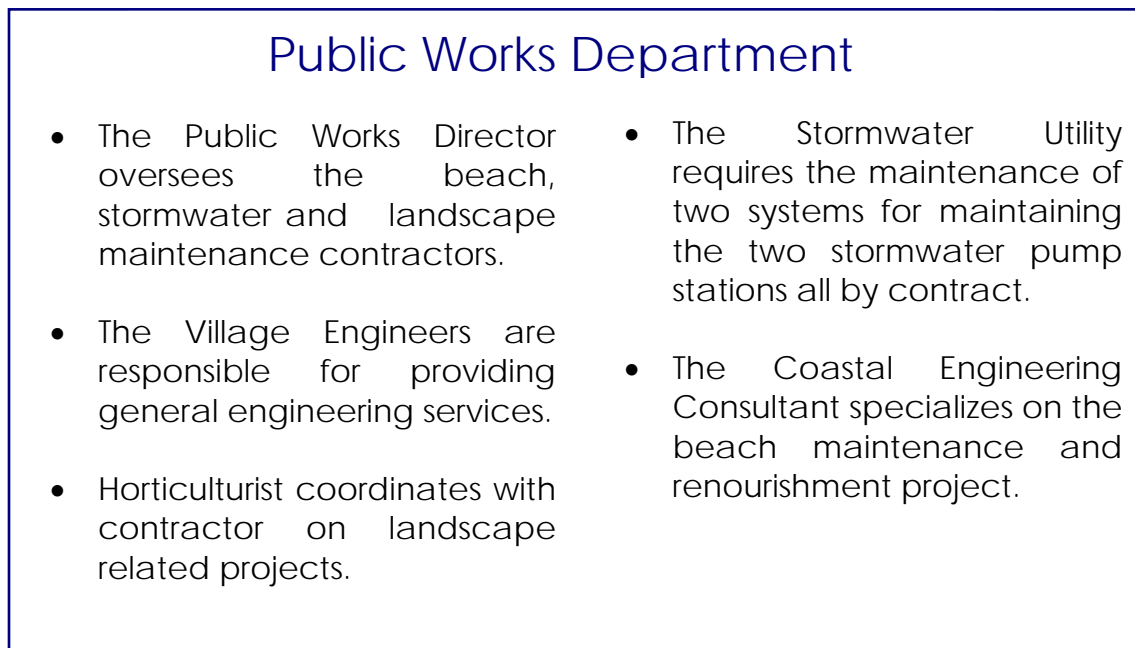 Public Works Department
• The Public Works Director
oversees the beach,
stormwater and landscape
maintenance contractors.
• The Village Engineers are
responsible for providing
general engineering services.
• Horticulturist coordinates with
contractor on landscape
related projects.
• The Stormwater Utility
requires the maintenance of
two systems for maintaining
the two stormwater pump
stations all by contract.
• The Coastal Engineering
Consultant specializes on the
beach maintenance and
renourishment project.